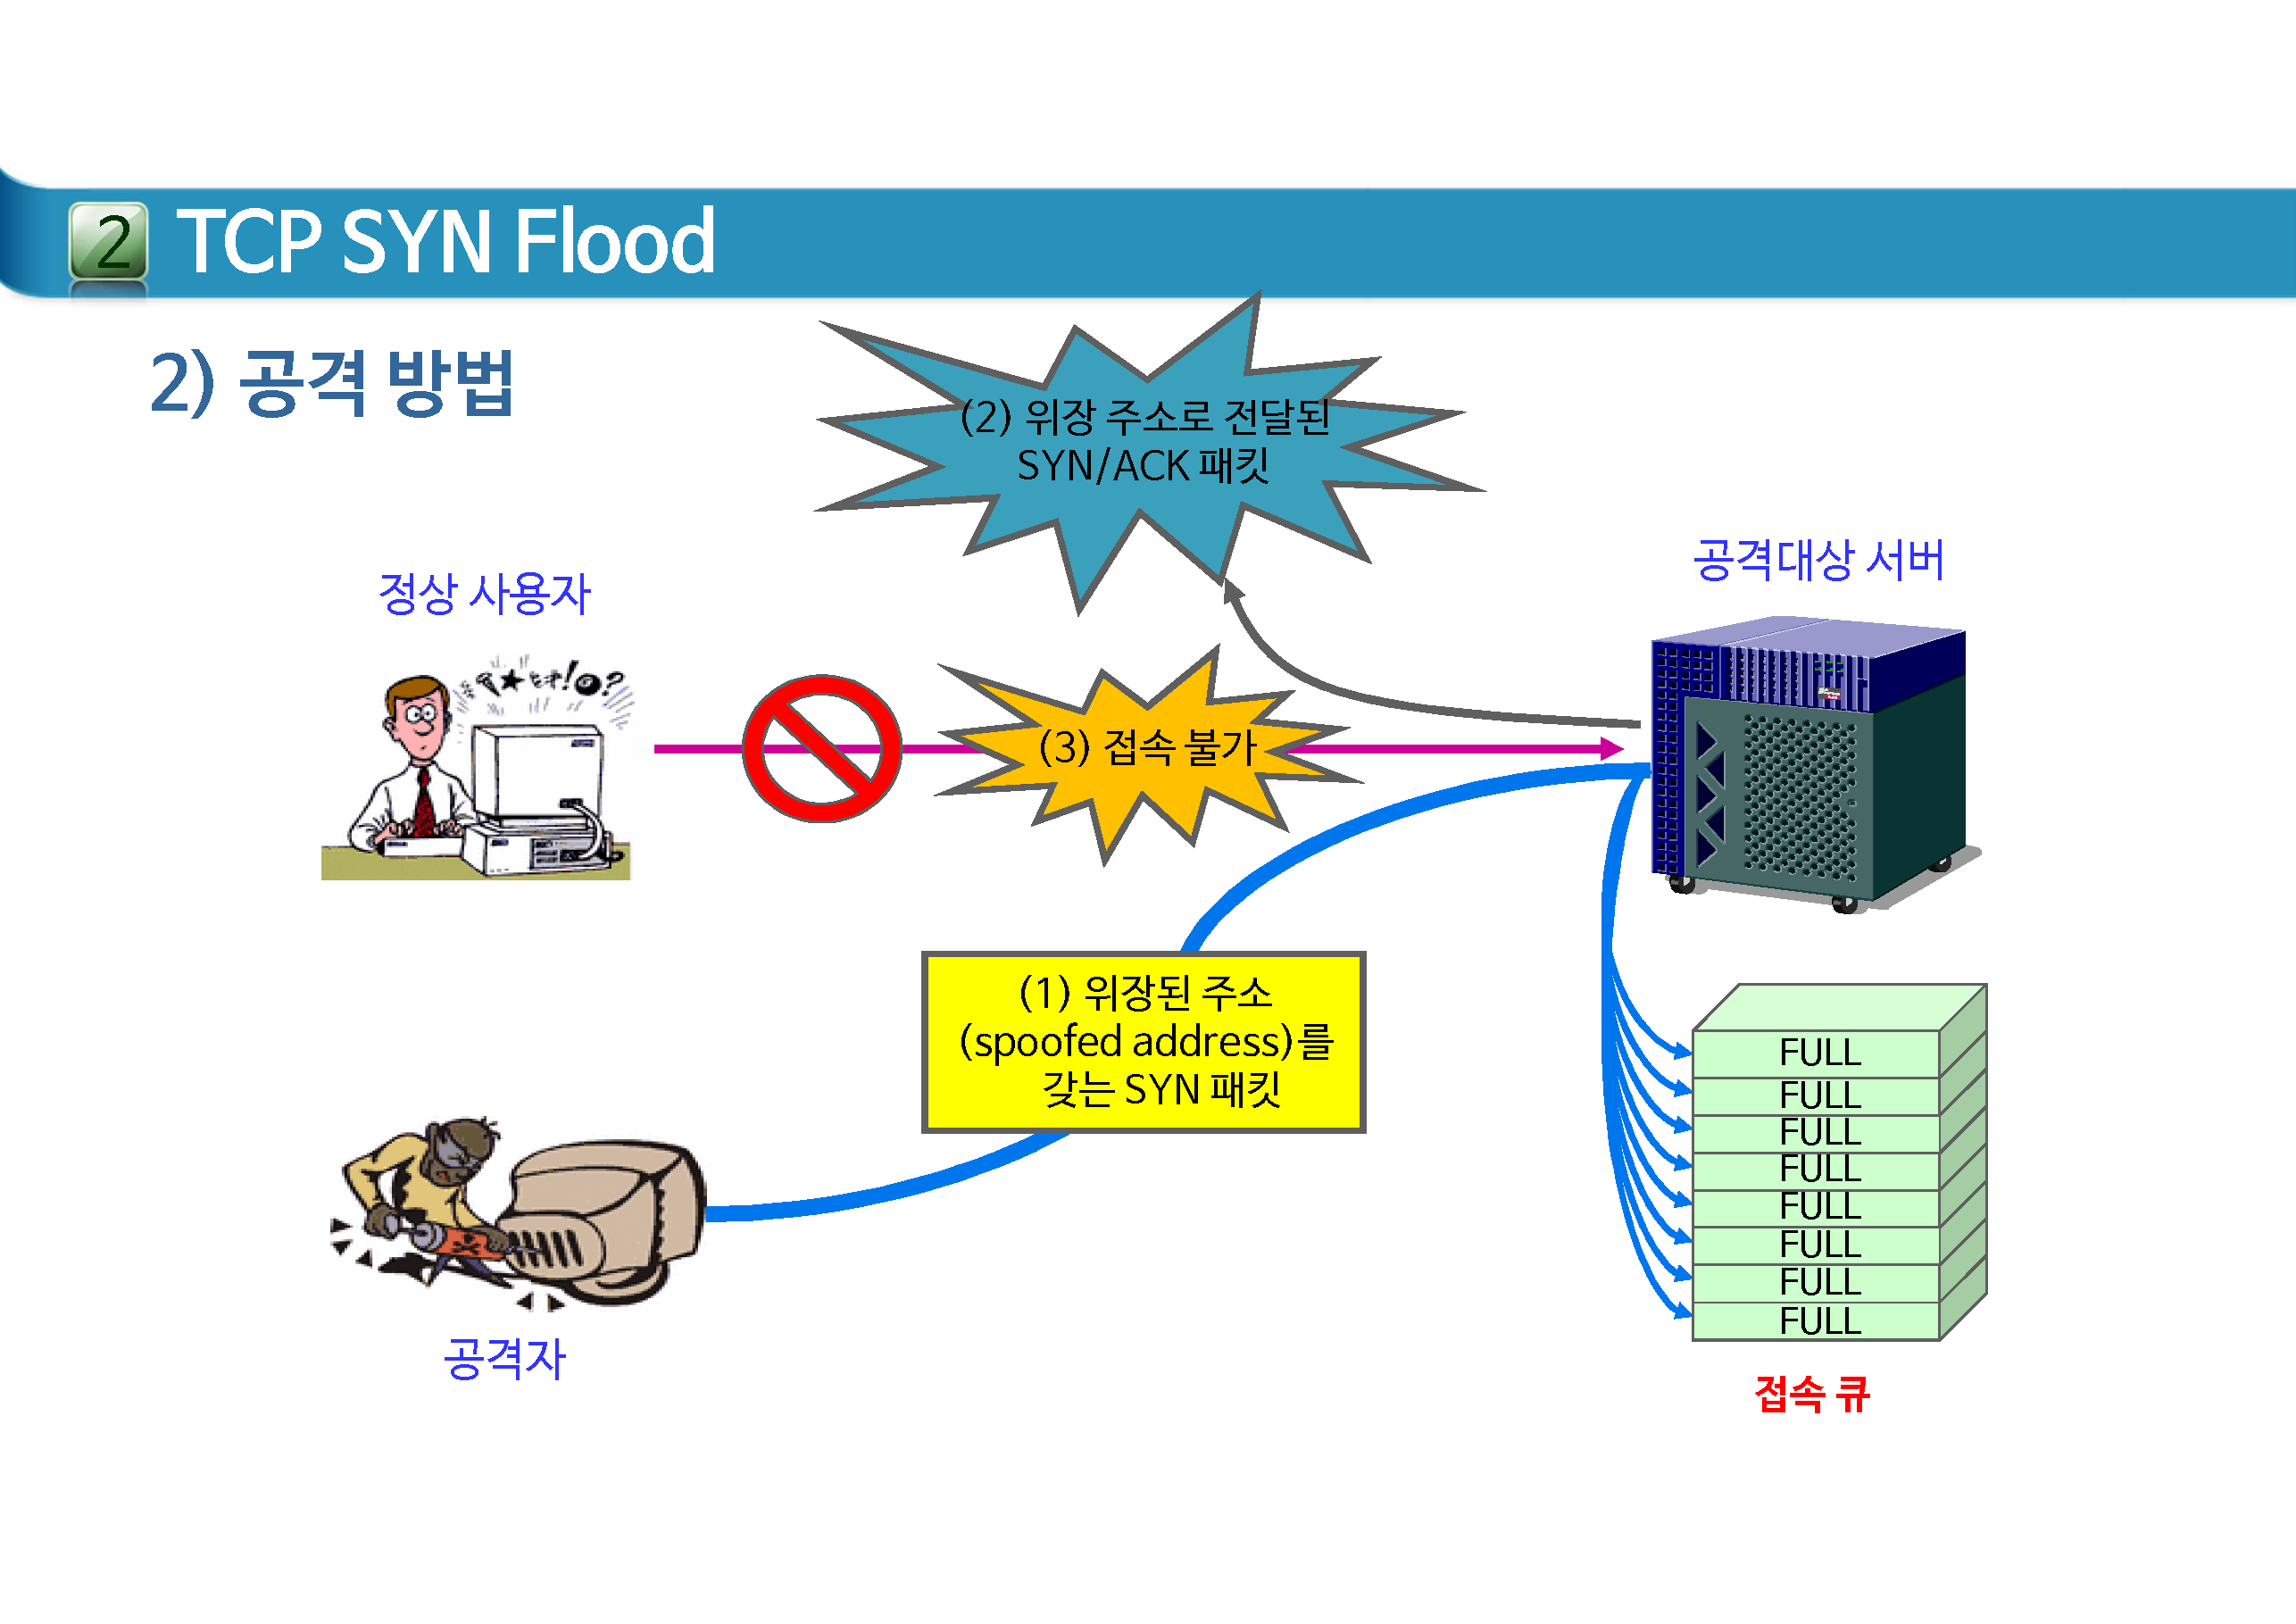 2 TCP SYN Flood
2) 공격 방법
(2) 위장 주소로 전달된
SYN/ACK 패킷
공격대상 서버
정상 사용자
(3) 접속 불가
(1) 위장된 주소
(spoofed address)를
갖는 SYN 패킷
FULL
FULL
FULL
FULL
FULL
FULL
FULL
FULL
공격자
접속 큐